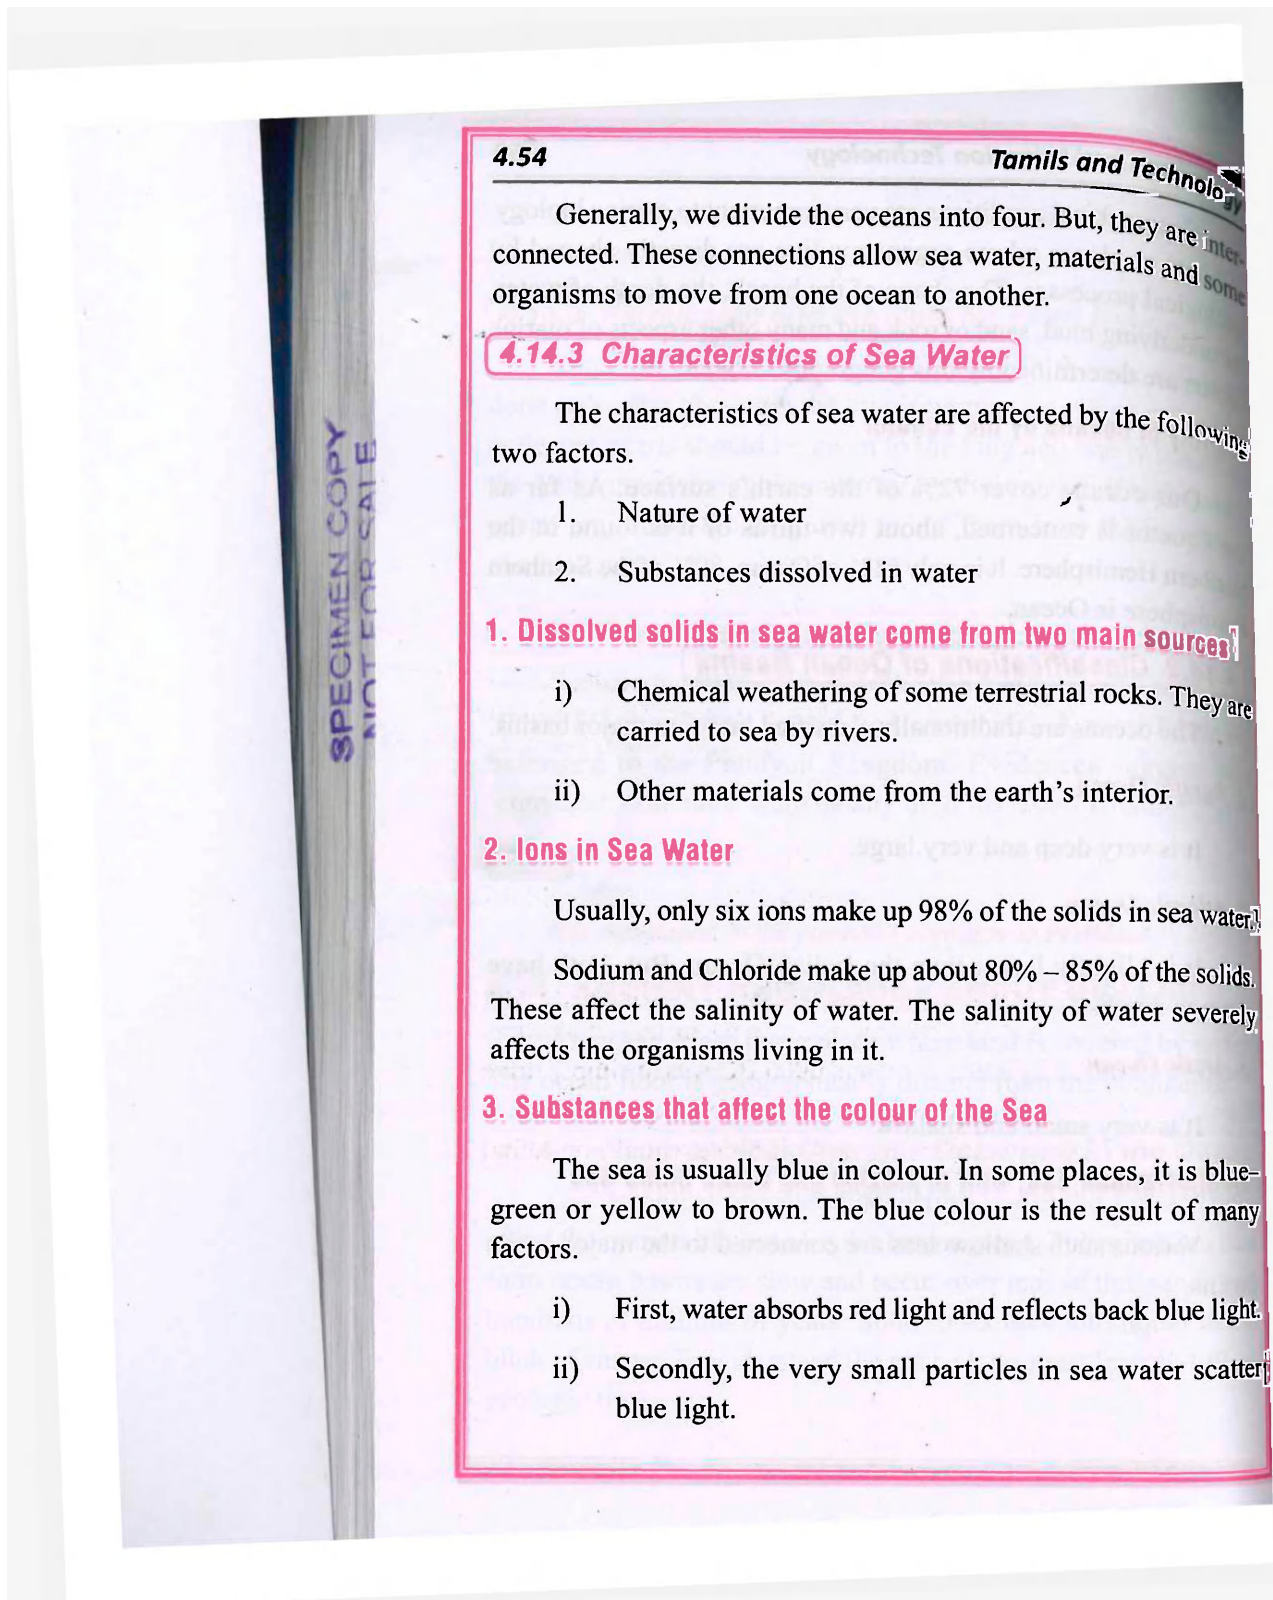 4.54 Tamils and Technology
Generally, we divide the oceans into four. But, they are inter-
connected. These connections allow sea water, materials and some
organisms to move from one ocean to another.
4.14.3 Characteristics of Sea Water
The characteristics of sea water are affected by the following
two factors.
1. Nature of water
2. Substances dissolved in water
1. Dissolved solids in sea water come from two main sources
i) Chemical weathering of some terrestrial rocks. They are
carried to sea by rivers.
ii) Other materials come from the earth's interior.
2. Ions in Sea Water
Usually, only six ions make up 98% of the solids in sea water.
Sodium and Chloride make up about 80% – 85% of the solids.
These affect the salinity of water. The salinity of water severely
affects the organisms living in it.
3. Substances that affect the colour of the Sea
The sea is usually blue in colour. In some places, it is blue-
green or yellow to brown. The blue colour is the result of many
factors.
i) First, water absorbs red light and reflects back blue light.
ii) Secondly, the very small particles in sea water scatter
blue light.
SPECIMEN COPY
NOT FOR SALE